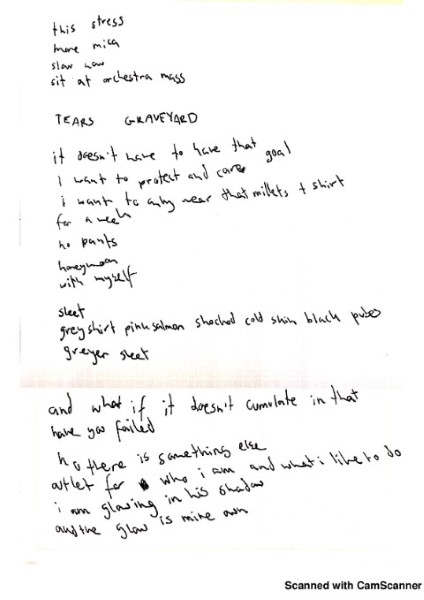 this stress
more mica
slow now
sit at orchestra mass
TEARS GRAVEYARD
it doesn't have to have that goal
I want to protect and care
i want to only wear that millets t shirt
for a week
no pants
honeymoon
with myself
sleet
grey shirt pink salmon shocked cold skin black pubes
greyer sleet
and what if it doesn't cumulate in that
have you failed
no there is something else
outlet for who i am and what i like to do
i am glowing in his shadow
and the glow is mine own
Scanned with CamScanner